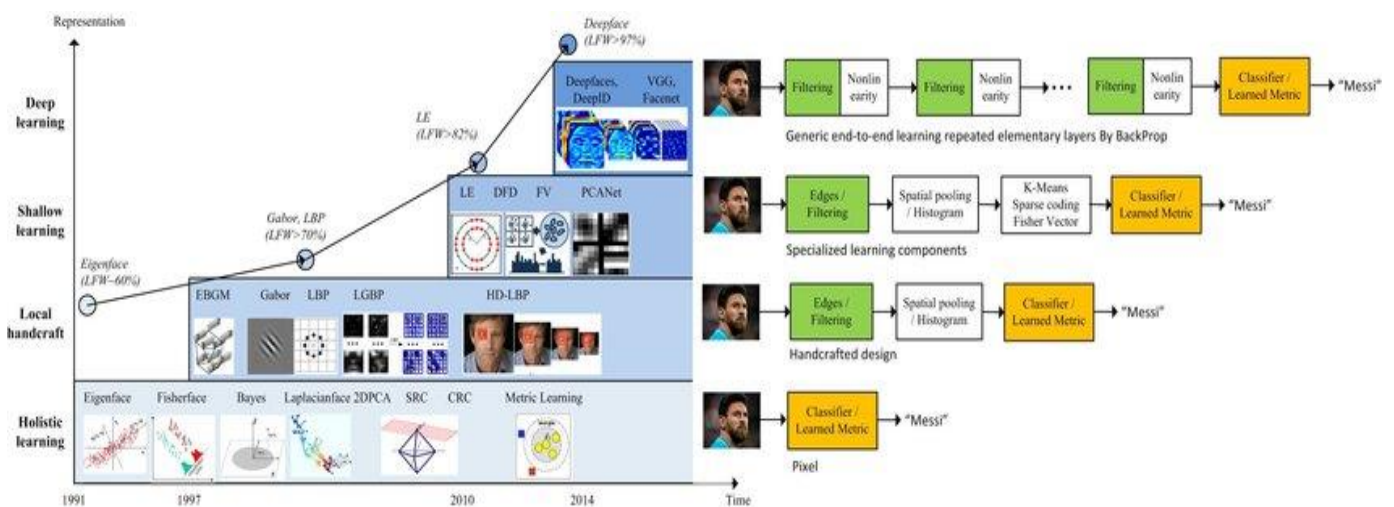 Representation
Deepface
(LFW>97%)
Deep
learning
Deepfaces,
DeepID
VGG,
Facenet
LE
(LFW>82%)
Shallow
learning
LE DFD FV PCANet
Gabor, LBP
(LFW>70%)
Eigenface
(LFW~60%)
Local
handcraft
EBGM Gabor LBP LGBP HD-LBP
Holistic
learning
Eigenface Fisherface Bayes Laplacianface 2DPCA SRC CRC Metric Learning
1991 1997 2010 2014 Time
Filtering
Nonlin
earity
Filtering
Nonlin
earity
Filtering
Nonlin
earity
Classifier /
Learned Metric
“Messi”
Generic end-to-end learning repeated elementary layers By BackProp
Edges /
Filtering
Spatial pooling
/ Histogram
K-Means
Sparse coding
Fisher Vector
Classifier /
Learned Metric
“Messi”
Specialized learning components
Edges /
Filtering
Spatial pooling
/ Histogram
Classifier /
Learned Metric
“Messi”
Handcrafted design
Classifier /
Learned Metric
“Messi”
Pixel